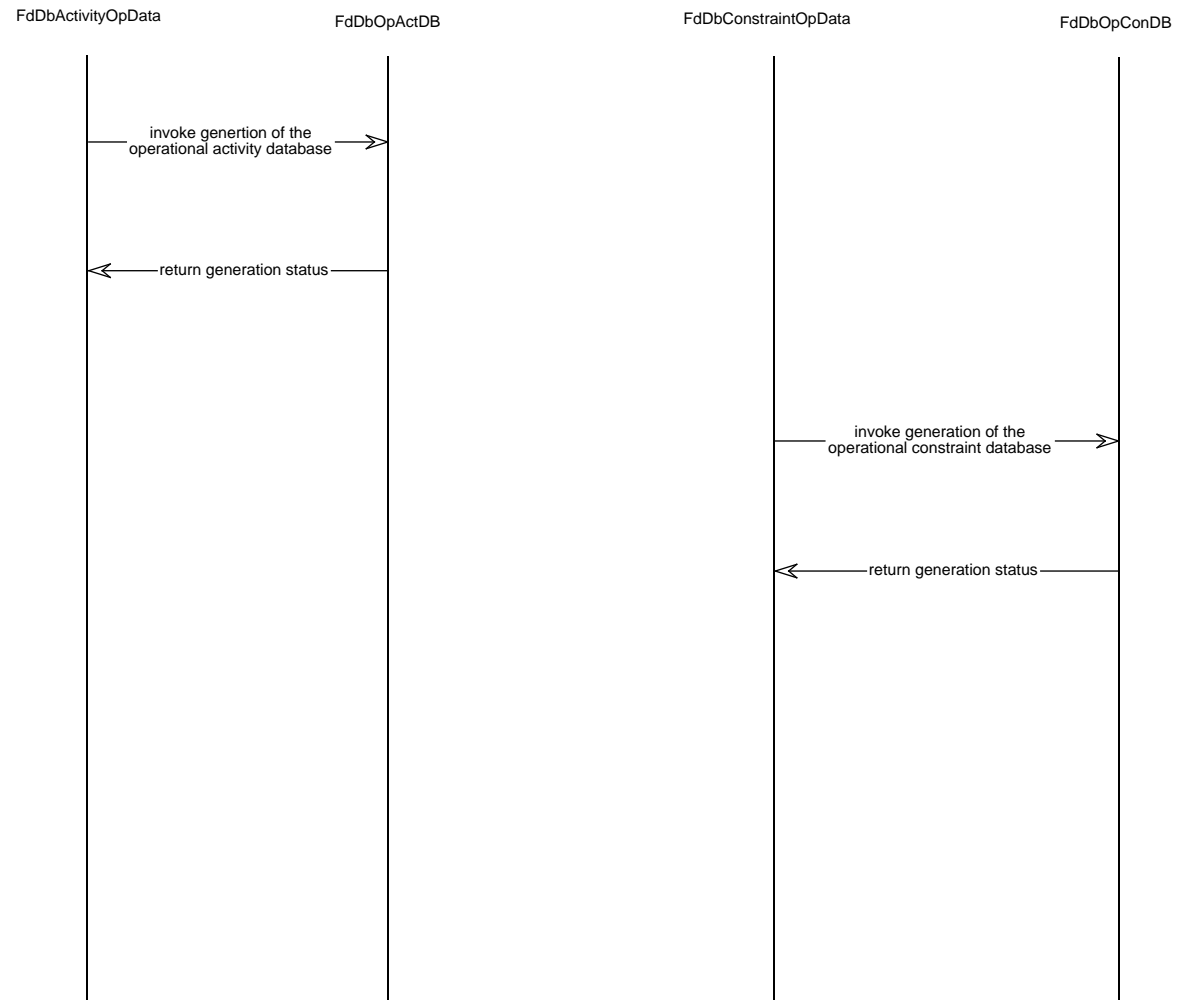 FdDbActivityOpData
FdDbOpActDB
FdDbConstraintOpData
FdDbOpConDB
invoke genertion of the
operational activity database
return generation status
invoke generation of the
operational constraint database
return generation status